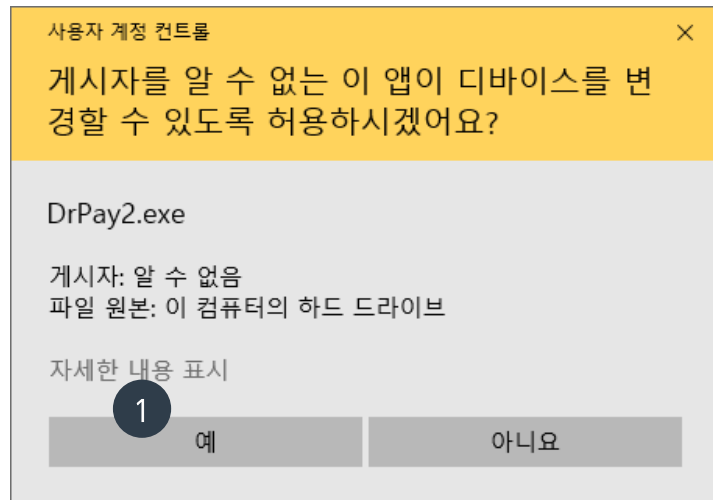 사용자 계정 컨트롤
게시자를 알 수 없는 이 앱이 디바이스를 변
경할 수 있도록 허용하시겠어요?
DrPay2.exe
게시자: 알 수 없음
파일 원본: 이 컴퓨터의 하드 드라이브
자세한 내용 표시
1
예 아니요